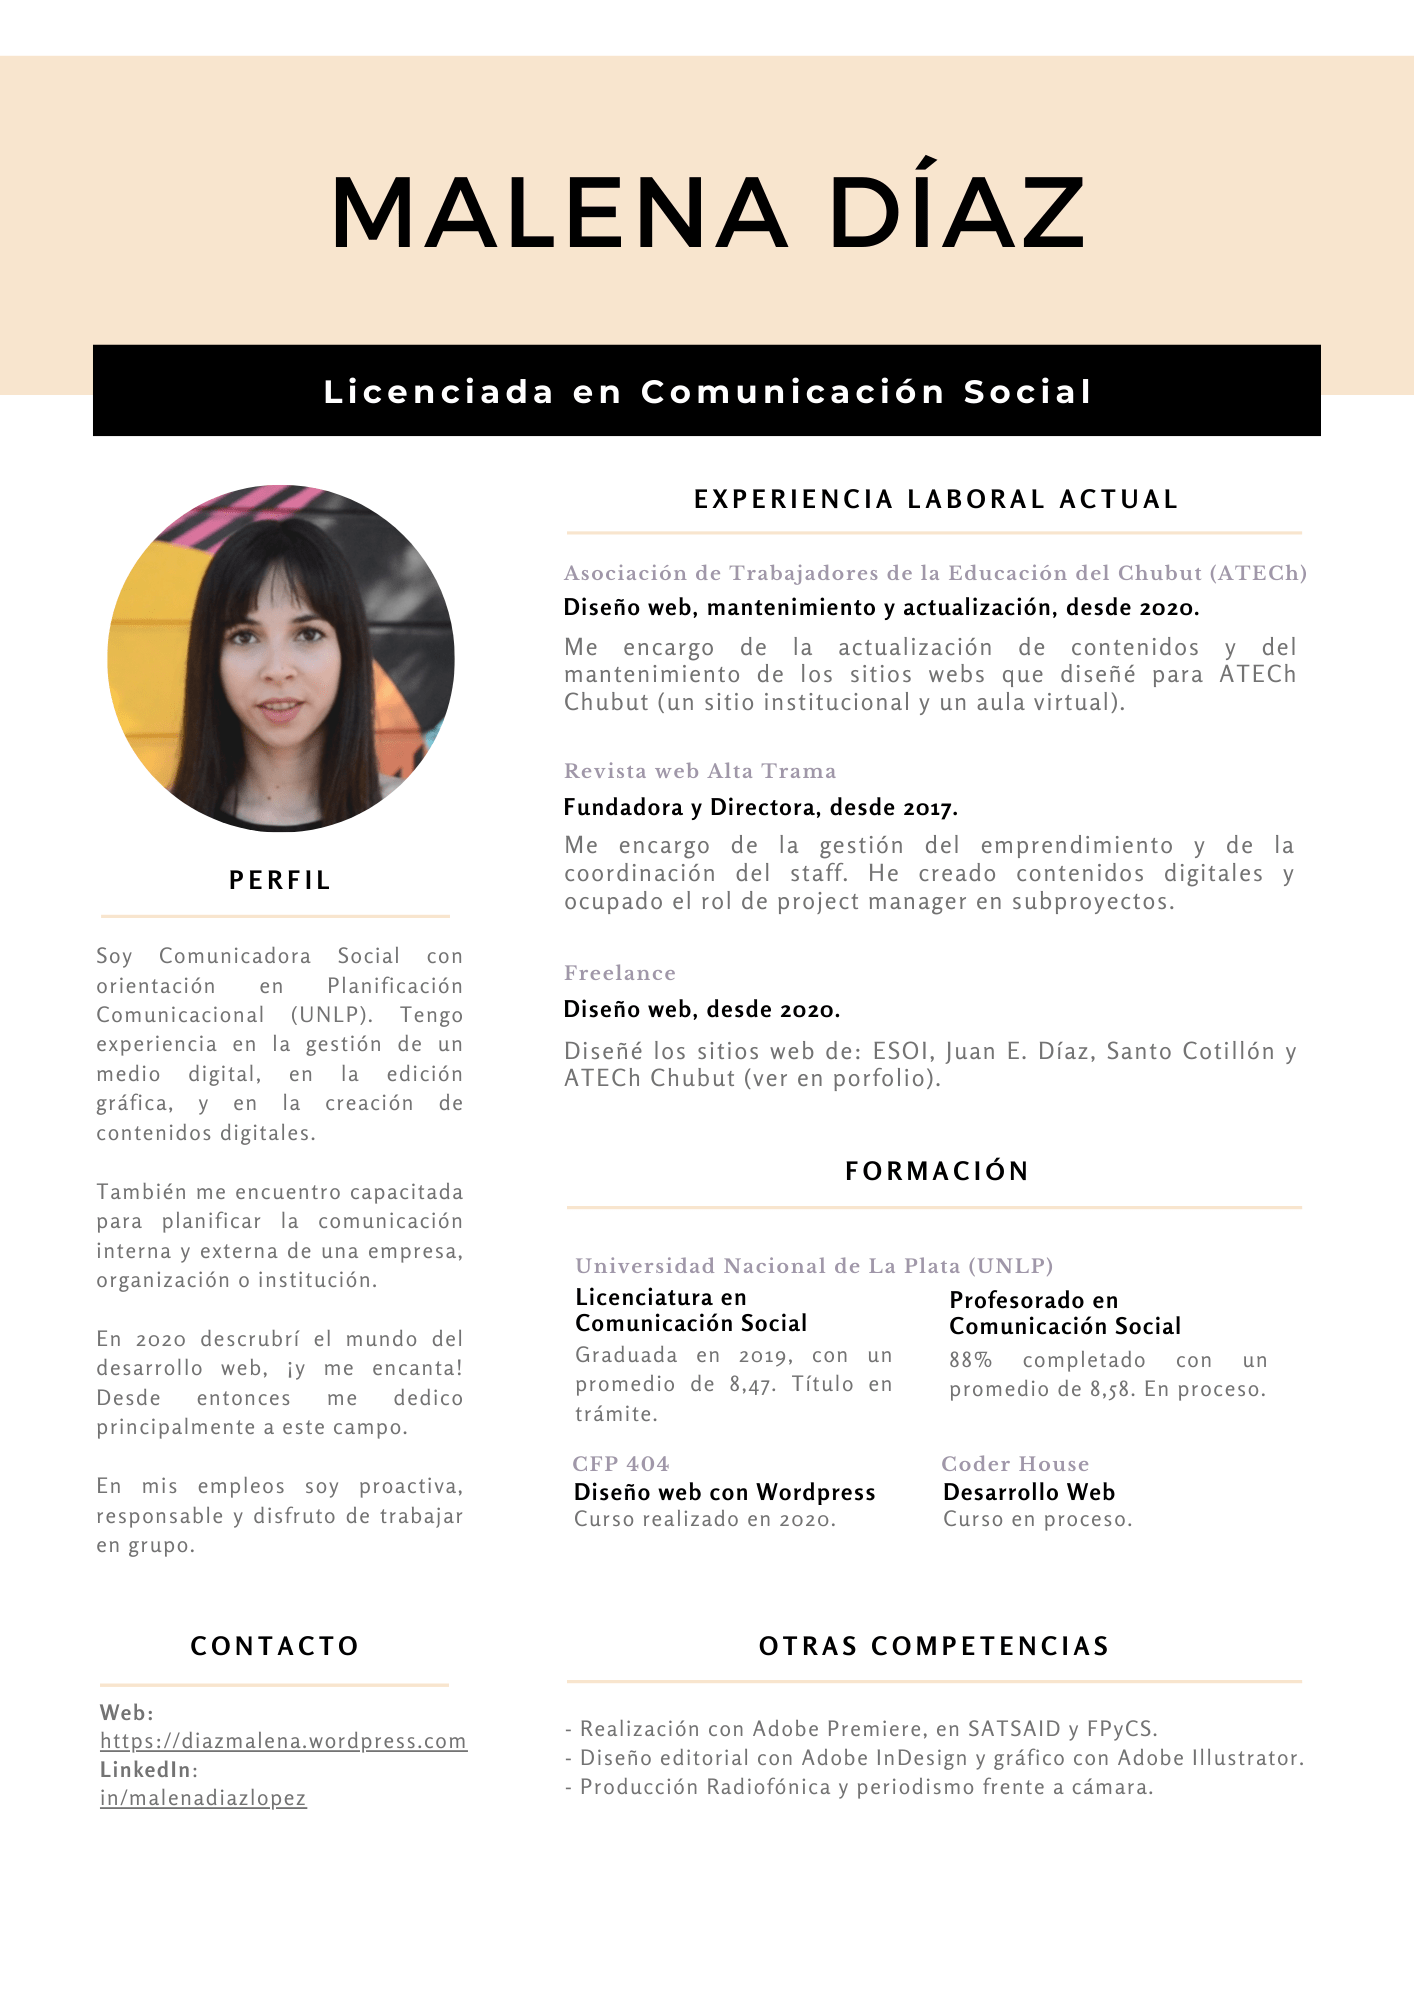 MALENA DÍAZ
Licenciada en Comunicación Social
PERFIL
Soy Comunicadora Social con
orientación en Planificación
Comunicacional (UNLP). Tengo
experiencia en la gestión de un
medio digital, en la edición
gráfica, y en la creación de
contenidos digitales.
También me encuentro capacitada
para planificar la comunicación
interna y externa de una empresa,
organización o institución.
En 2020 descrubrí el mundo del
desarrollo web, ¡y me encanta!
Desde entonces me dedico
principalmente a este campo.
En mis empleos soy proactiva,
responsable y disfruto de trabajar
en grupo.
CONTACTO
Web:
https://diazmalena.wordpress.com
LinkedIn:
in/malenadiazlopez
EXPERIENCIA LABORAL ACTUAL
Asociación de Trabajadores de la Educación del Chubut (ATECh)
Diseño web, mantenimiento y actualización, desde 2020.
Me encargo de la actualización de contenidos y del
mantenimiento de los sitios webs que diseñé para ATECh
Chubut (un sitio institucional y un aula virtual).
Revista web Alta Trama
Fundadora y Directora, desde 2017.
Me encargo de la gestión del emprendimiento y de la
coordinación del staff. He creado contenidos digitales y
ocupado el rol de project manager en subproyectos.
Freelance
Diseño web, desde 2020.
Diseñé los sitios web de: ESOI, Juan E. Díaz, Santo Cotillón y
ATECh Chubut (ver en porfolio).
FORMACIÓN
Universidad Nacional de La Plata (UNLP)
Licenciatura en
Comunicación Social
Graduada en 2019, con un
promedio de 8,47. Título en
trámite.
Profesorado en
Comunicación Social
88% completado con un
promedio de 8,58. En proceso.
CFP 404
Diseño web con Wordpress
Curso realizado en 2020.
Coder House
Desarrollo Web
Curso en proceso.
OTRAS COMPETENCIAS
- Realización con Adobe Premiere, en SATSAID y FPyCS.
- Diseño editorial con Adobe InDesign y gráfico con Adobe Illustrator.
- Producción Radiofónica y periodismo frente a cámara.